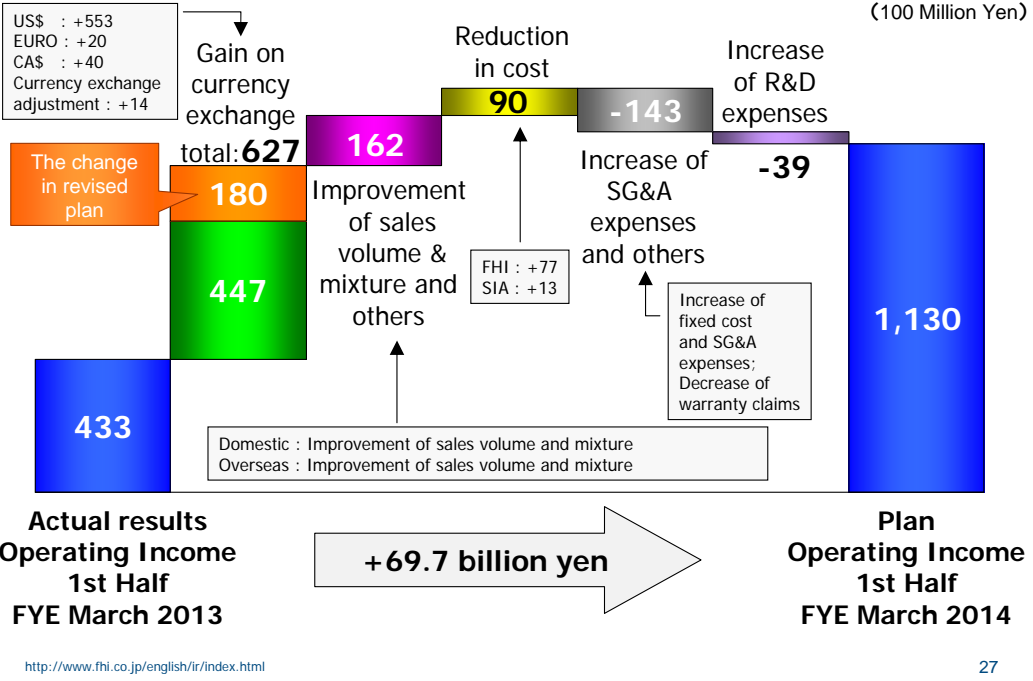 (100 Million Yen)
US$ : +553
EURO : +20
CA$ : +40
Currency exchange
adjustment : +14
Gain on
currency
exchange
total:627
Reduction
in cost
Increase
of R&D
expenses
90
-143
162
-39
The change
in revised
plan
180
Improvement
of sales
volume &
mixture and
others
Increase of
SG&A
expenses
and others
447
FHI : +77
SIA : +13
Increase of
fixed cost
and SG&A
expenses;
Decrease of
warranty claims
1,130
433
Domestic : Improvement of sales volume and mixture
Overseas : Improvement of sales volume and mixture
Actual results
Operating Income
1st Half
FYE March 2013
+69.7 billion yen
Plan
Operating Income
1st Half
FYE March 2014
http://www.fhi.co.jp/english/ir/index.html
27